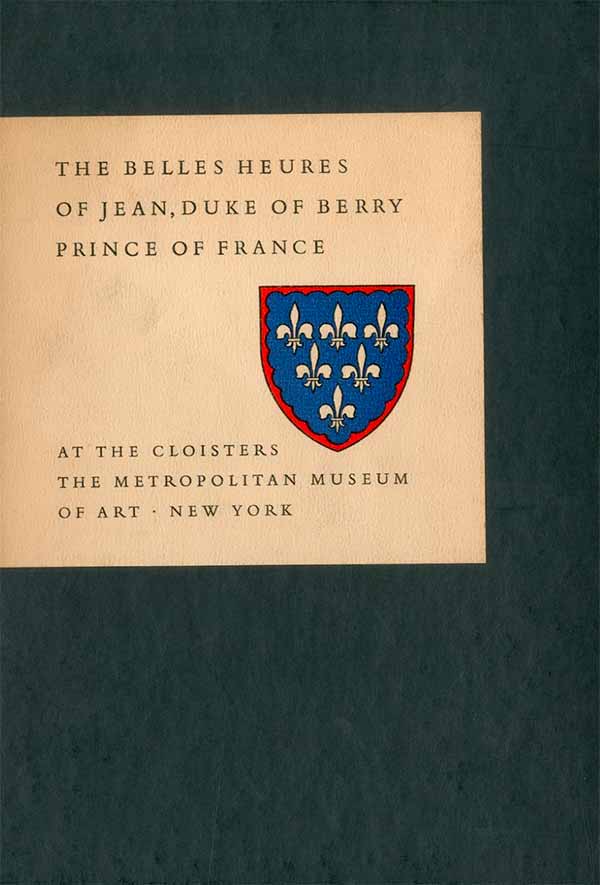 THE BELLES HEURES
OF JEAN, DUKE OF BERRY
PRINCE OF FRANCE
AT THE CLOISTERS
THE METROPOLITAN MUSEUM
OF ART · NEW YORK